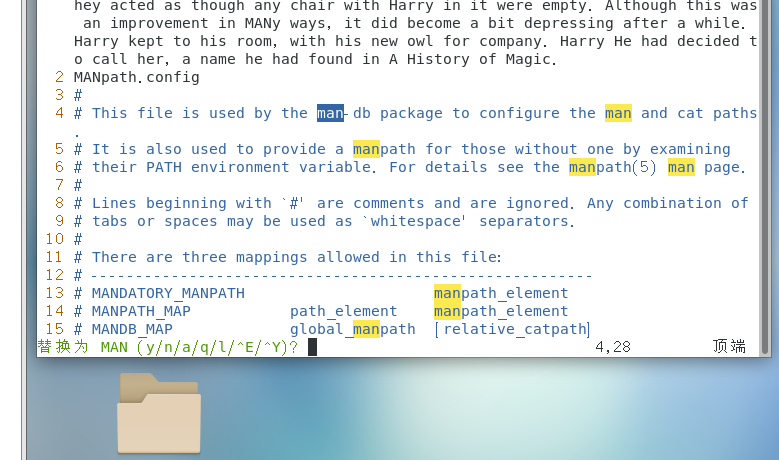 hey acted as though any chair with Harry in it were empty. Although this was
an improvement in MANy ways, it did become a bit depressing after a while.
Harry kept to his room, with his new owl for company. Harry He had decided t
o call her, a name he had found in A History of Magic.
2 MANpath.config
3 #
4 # This file is used by the man-db package to configure the man and cat paths
.
5 # It is also used to provide a manpath for those without one by examining
6 # their PATH environment variable. For details see the manpath(5) man page.
7 #
8 # Lines beginning with `#' are comments and are ignored. Any combination of
9 # tabs or spaces may be used as `whitespace' separators.
10 #
11 # There are three mappings allowed in this file:
12 # --------------------------------------------------------
13 # MANDATORY_MANPATH manpath_element
14 # MANPATH_MAP path_element manpath_element
15 # MANDB_MAP global_manpath [relative_catpath]
替换为 MAN (y/n/a/q/l/^E/^Y)? 4,28 顶端